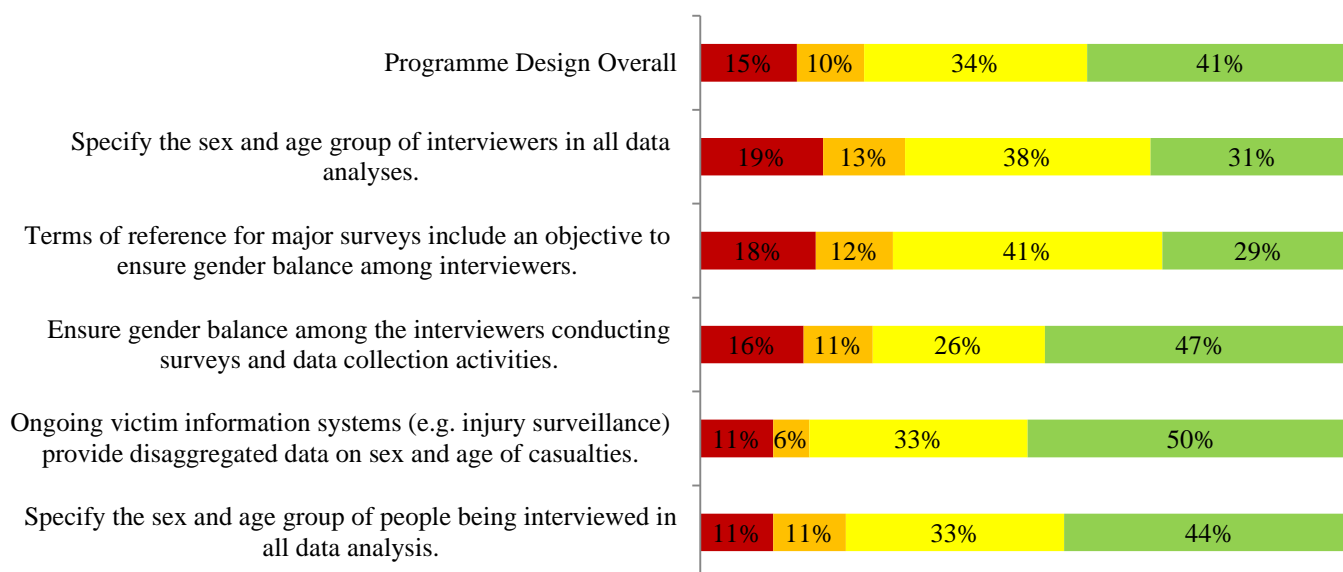 Programme Design Overall
15% 10% 34% 41%
Specify the sex and age group of interviewers in all data
analyses.
19% 13% 38% 31%
Terms of reference for major surveys include an objective to
ensure gender balance among interviewers.
18% 12% 41% 29%
Ensure gender balance among the interviewers conducting
surveys and data collection activities.
16% 11% 26% 47%
Ongoing victim information systems (e.g. injury surveillance)
provide disaggregated data on sex and age of casualties.
11% 6% 33% 50%
Specify the sex and age group of people being interviewed in
all data analysis.
11% 11% 33% 44%